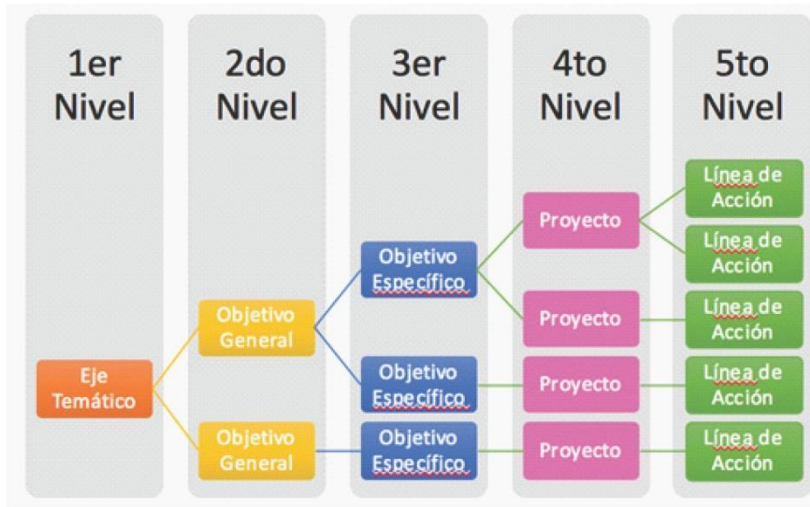 1er
Nivel
2do
Nivel
3er
Nivel
4to
Nivel
5to
Nivel
Eje
Temático
Objetivo
General
Objetivo
General
Objetivo
Específico
Objetivo
Específico
Objetivo
Específico
Proyecto
Proyecto
Proyecto
Proyecto
Línea de
Acción
Línea de
Acción
Línea de
Acción
Línea de
Acción
Línea de
Acción